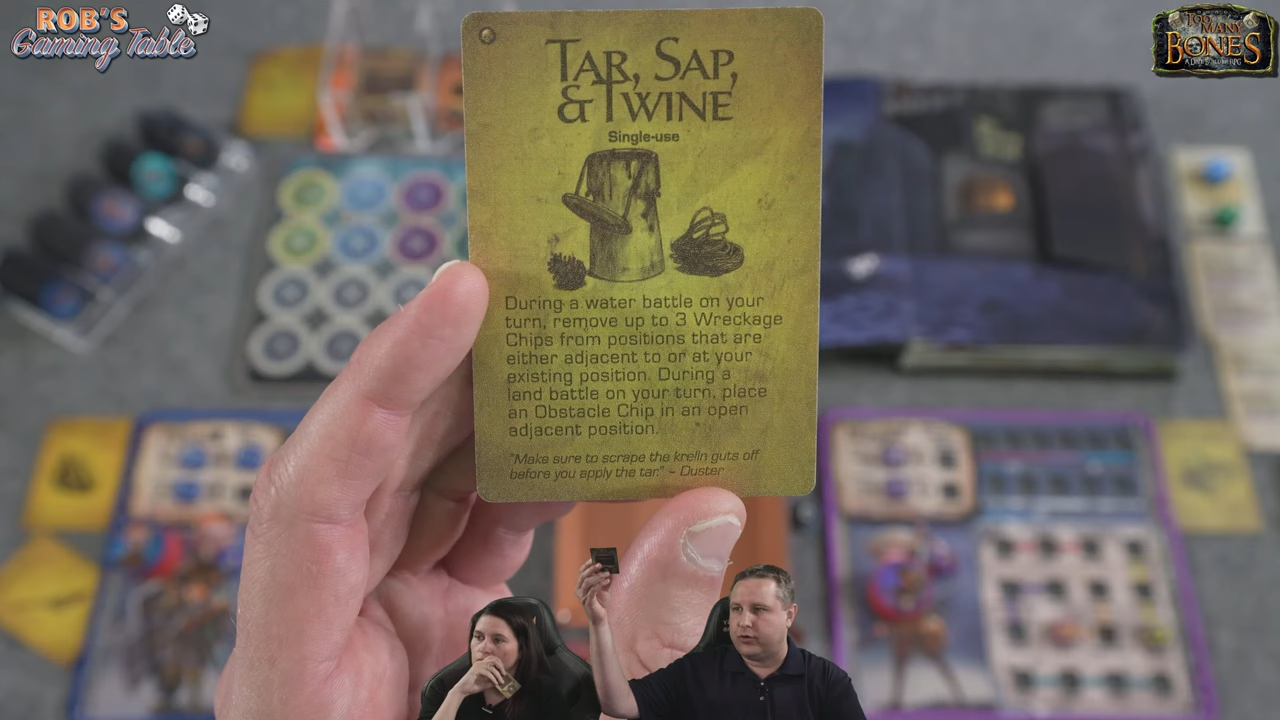 ROB'S
Gaming Table
TOO
MANY
BONES
A DICE-BUILDER RPG
TAR, SAP,
& TWINE
Single-use
During a water battle on your
turn, remove up to 3 Wreckage
Chips from positions that are
either adjacent to or at your
existing position. During a
land battle on your turn, place
an Obstacle Chip in an open
adjacent position.
"Make sure to scrape the krelin guts off
before you apply the tar." ~ Duster